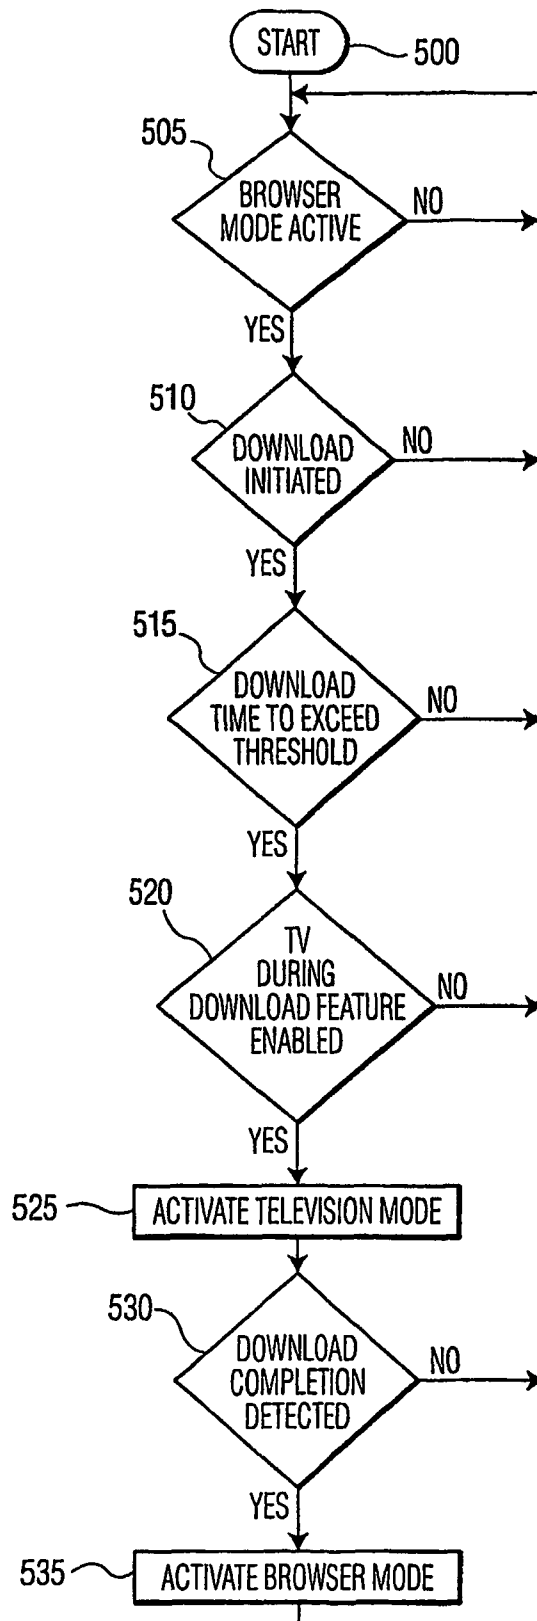 START
500
505
BROWSER
MODE ACTIVE
NO
YES
510
DOWNLOAD
INITIATED
NO
YES
515
DOWNLOAD
TIME TO EXCEED
THRESHOLD
NO
YES
520
TV
DURING
DOWNLOAD FEATURE
ENABLED
NO
YES
525
ACTIVATE TELEVISION MODE
530
DOWNLOAD
COMPLETION
DETECTED
NO
YES
535
ACTIVATE BROWSER MODE